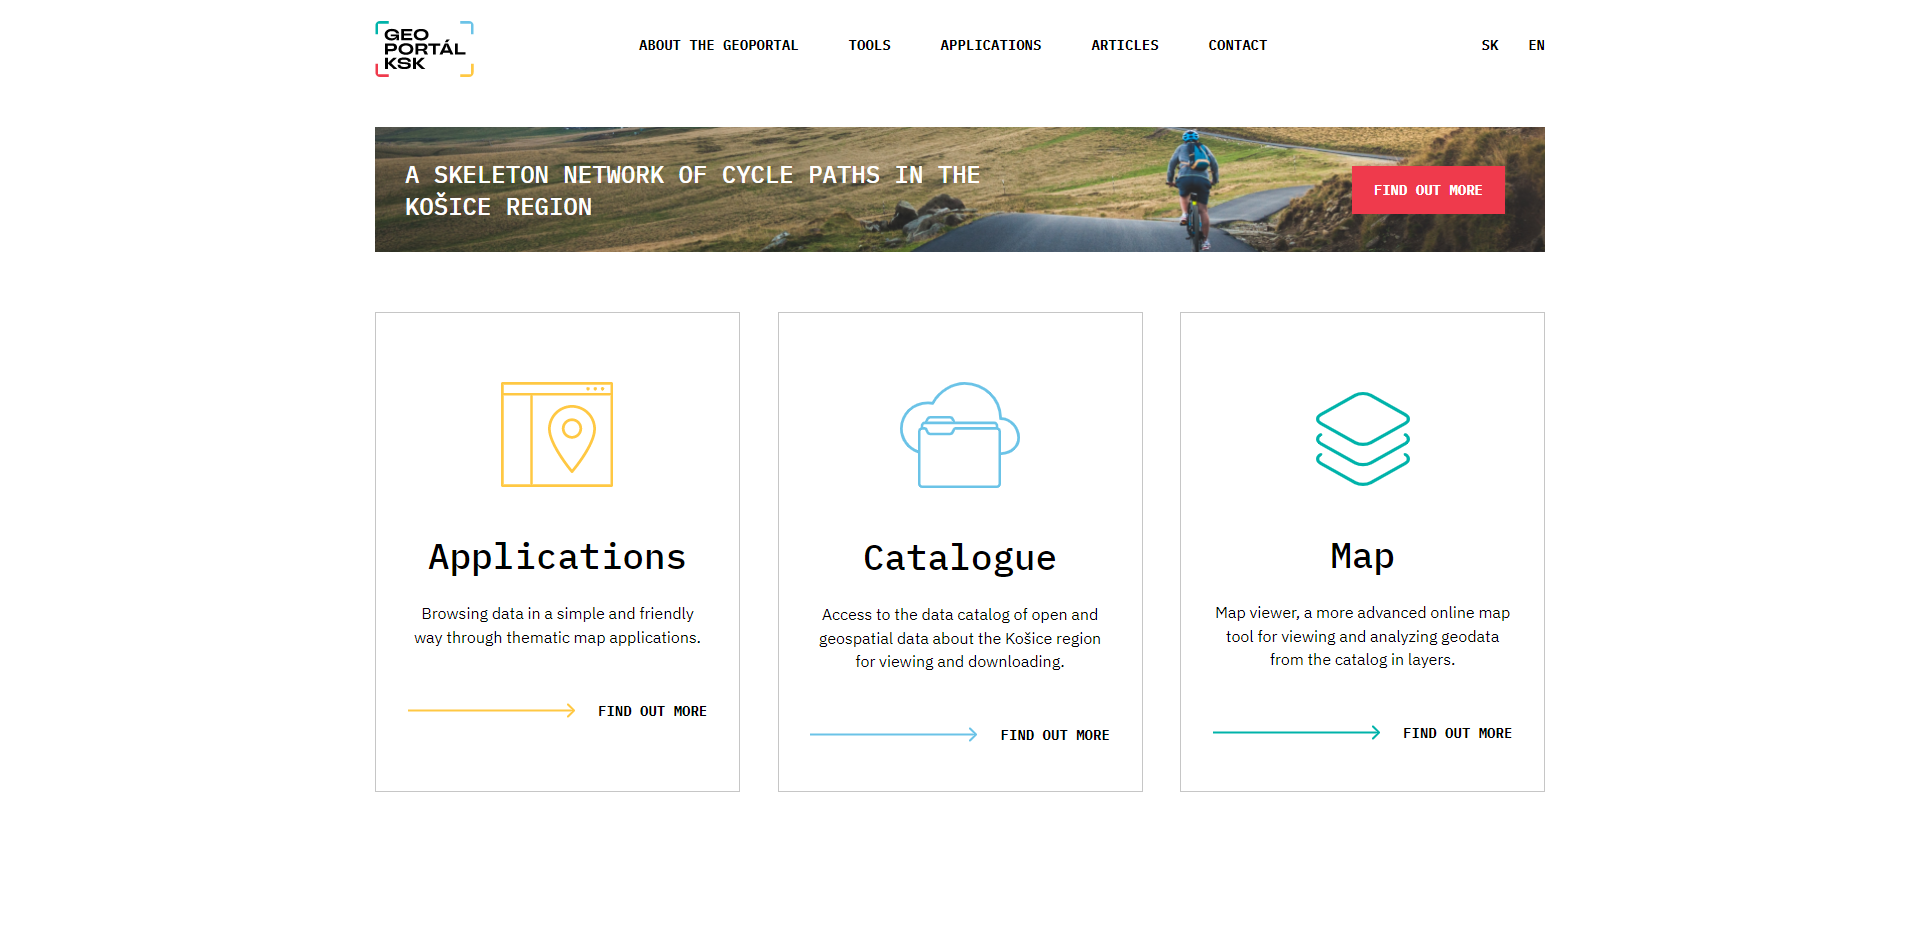 GEO
PORTÁL
KSK
ABOUT THE GEOPORTAL TOOLS APPLICATIONS ARTICLES CONTACT SK EN
A SKELETON NETWORK OF CYCLE PATHS IN THE
KOŠICE REGION
FIND OUT MORE
Applications
Browsing data in a simple and friendly
way through thematic map applications.
FIND OUT MORE
Catalogue
Access to the data catalog of open and
geospatial data about the Košice region
for viewing and downloading.
FIND OUT MORE
Map
Map viewer, a more advanced online map
tool for viewing and analyzing geodata
from the catalog in layers.
FIND OUT MORE